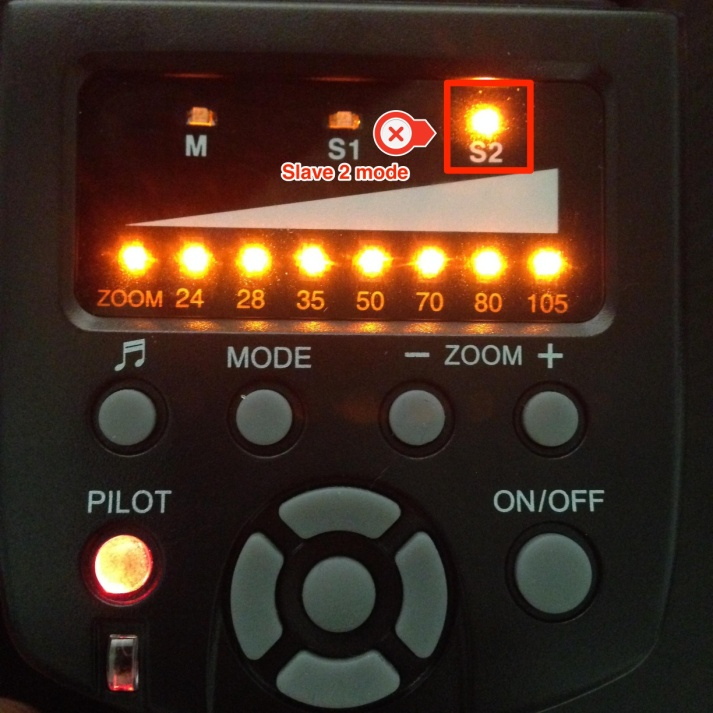 M S1 S2
Slave 2 mode
ZOOM 24 28 35 50 70 80 105
MODE - ZOOM +
PILOT ON/OFF